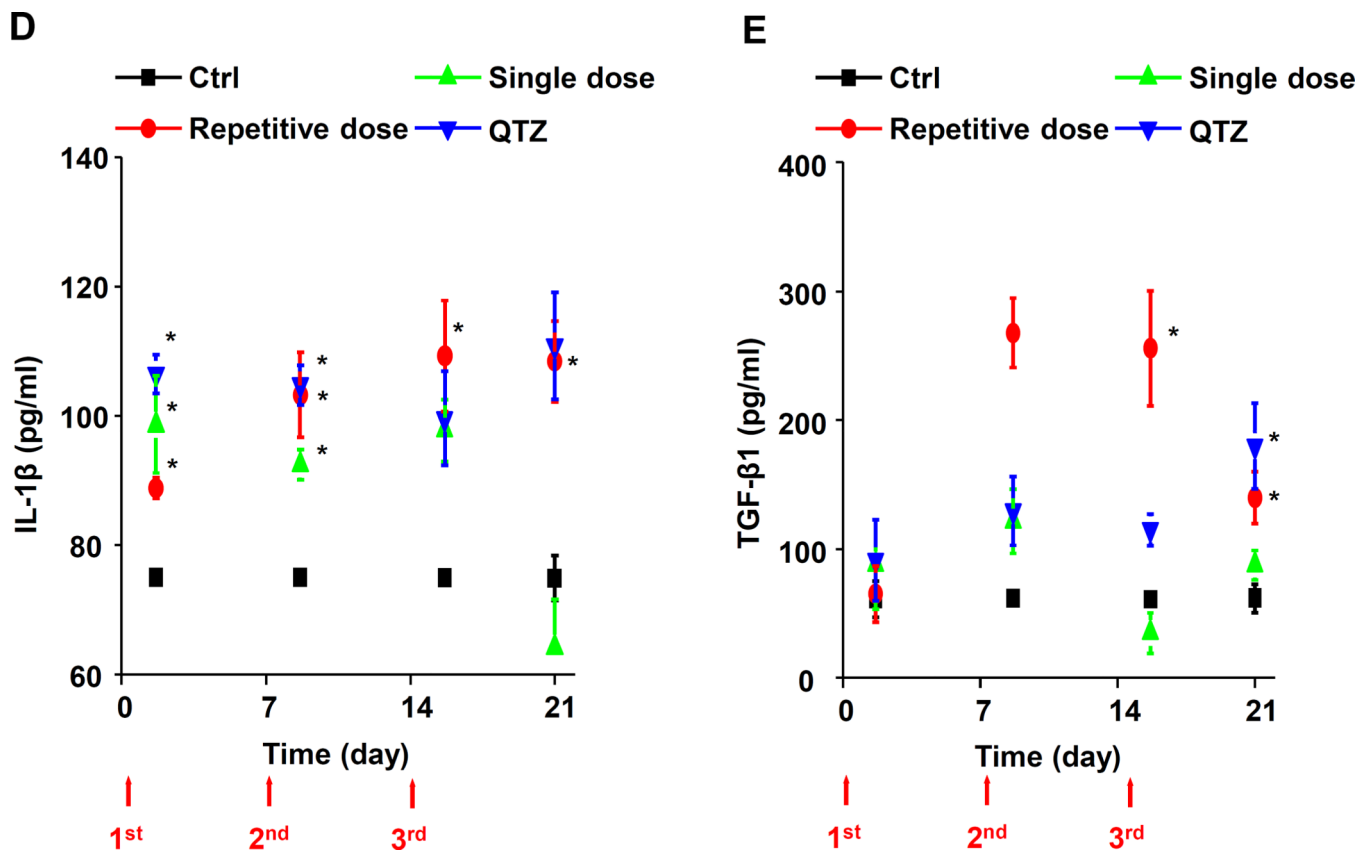 D
Ctrl
Single dose
Repetitive dose
QTZ
IL-1β (pg/ml)
140
120
100
80
60
*
*
*
*
*
*
*
*
0
7
14
21
Time (day)
1st
2nd
3rd
E
Ctrl
Single dose
Repetitive dose
QTZ
TGF-β1 (pg/ml)
400
300
200
100
0
*
*
*
0
7
14
21
Time (day)
1st
2nd
3rd